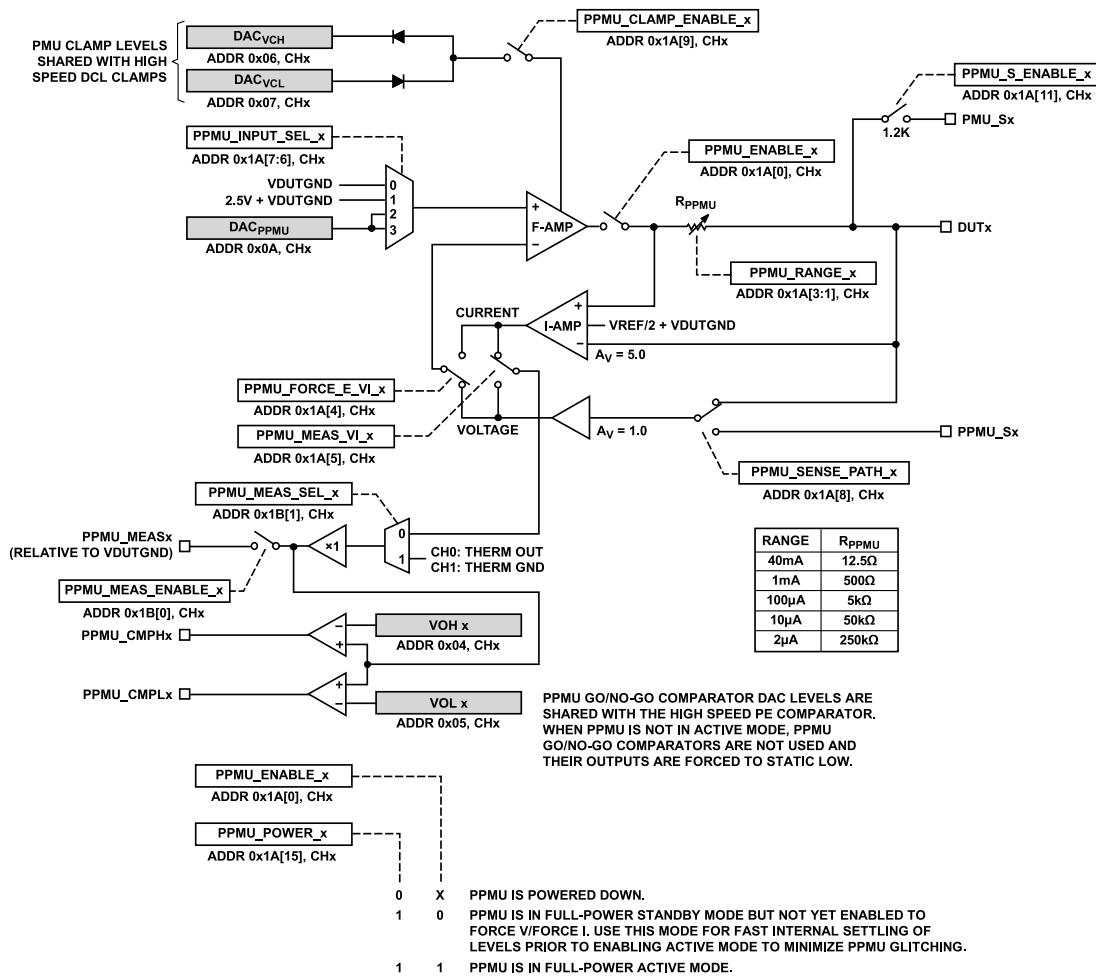 PMU CLAMP LEVELS
SHARED WITH HIGH
SPEED DCL CLAMPS
DACVCH
ADDR 0x06, CHx
DACVCL
ADDR 0x07, CHx
PPMU_CLAMP_ENABLE_x
ADDR 0x1A[9], CHx
PPMU_S_ENABLE_x
ADDR 0x1A[11], CHx
1.2K
PMU_Sx
PPMU_INPUT_SEL_x
ADDR 0x1A[7:6], CHx
VDUTGND
2.5V + VDUTGND
DACPPMU
ADDR 0x0A, CHx
0
1
2
3
+
F-AMP
−
PPMU_ENABLE_x
ADDR 0x1A[0], CHx
RPPMU
DUTx
PPMU_RANGE_x
ADDR 0x1A[3:1], CHx
CURRENT
+
I-AMP
−
VREF/2 + VDUTGND
AV = 5.0
PPMU_FORCE_E_VI_x
ADDR 0x1A[4], CHx
PPMU_MEAS_VI_x
ADDR 0x1A[5], CHx
VOLTAGE
AV = 1.0
PPMU_Sx
PPMU_SENSE_PATH_x
ADDR 0x1A[8], CHx
PPMU_MEAS_SEL_x
ADDR 0x1B[1], CHx
PPMU_MEASx
(RELATIVE TO VDUTGND)
×1
0
1
CH0: THERM OUT
CH1: THERM GND
PPMU_MEAS_ENABLE_x
ADDR 0x1B[0], CHx
RANGE RPPMU
40mA 12.5Ω
1mA 500Ω
100µA 5kΩ
10µA 50kΩ
2µA 250kΩ
PPMU_CMPHx
−
+
VOH x
ADDR 0x04, CHx
PPMU_CMPLx
+
−
VOL x
ADDR 0x05, CHx
PPMU GO/NO-GO COMPARATOR DAC LEVELS ARE
SHARED WITH THE HIGH SPEED PE COMPARATOR.
WHEN PPMU IS NOT IN ACTIVE MODE, PPMU
GO/NO-GO COMPARATORS ARE NOT USED AND
THEIR OUTPUTS ARE FORCED TO STATIC LOW.
PPMU_ENABLE_x
ADDR 0x1A[0], CHx
PPMU_POWER_x
ADDR 0x1A[15], CHx
0 X PPMU IS POWERED DOWN.
1 0 PPMU IS IN FULL-POWER STANDBY MODE BUT NOT YET ENABLED TO
FORCE V/FORCE I. USE THIS MODE FOR FAST INTERNAL SETTLING OF
LEVELS PRIOR TO ENABLING ACTIVE MODE TO MINIMIZE PPMU GLITCHING.
1 1 PPMU IS IN FULL-POWER ACTIVE MODE.